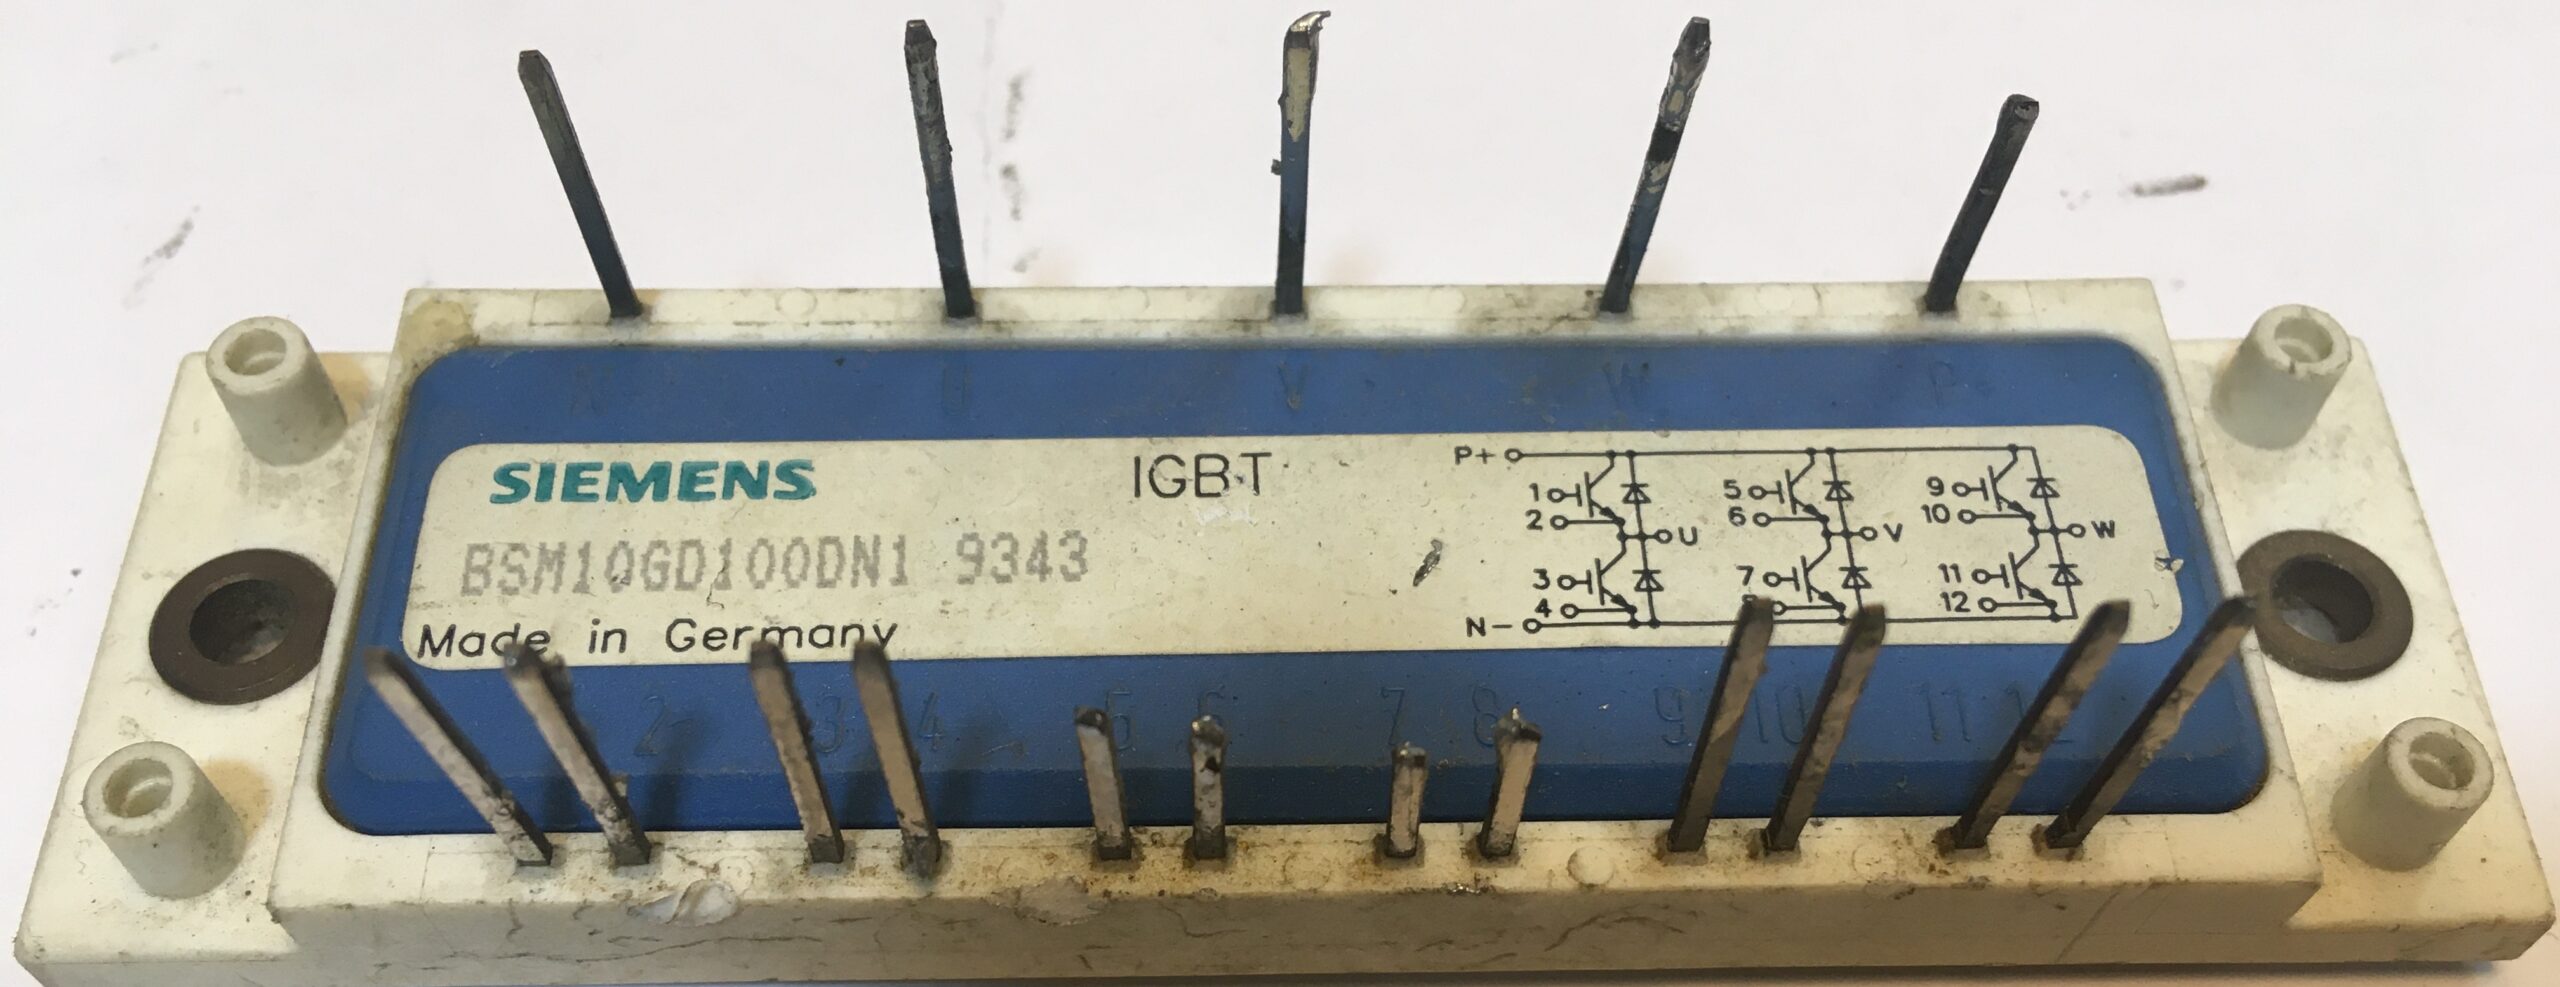 N U V W P
SIEMENS
IGBT
BSM10GD100DN1 9343
Made in Germany
P+
1
2
U
3
4
N-
5
6
V
7
8
9
10
W
11
12
2 3 4 5 6 7 8 9 10 11 12